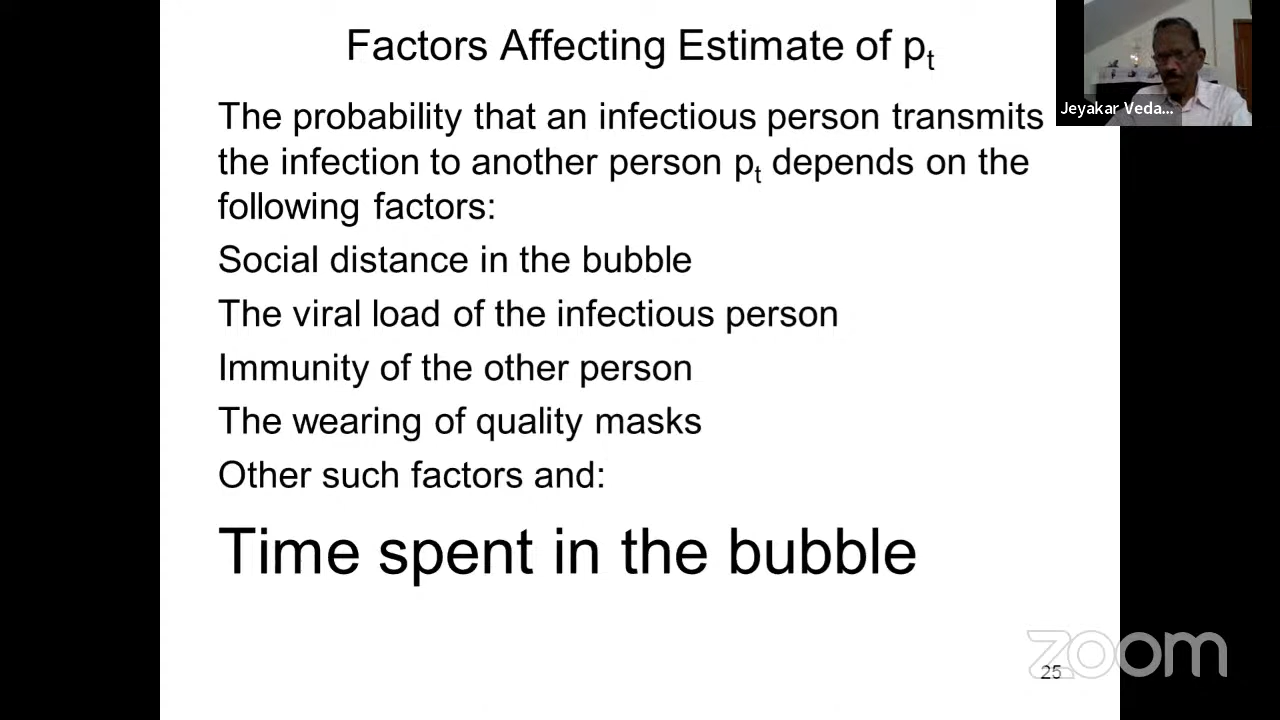 Factors Affecting Estimate of pt
The probability that an infectious person transmits
the infection to another person pt depends on the
following factors:
Social distance in the bubble
The viral load of the infectious person
Immunity of the other person
The wearing of quality masks
Other such factors and:
Time spent in the bubble
Jeyakar Veda...
zoom
25